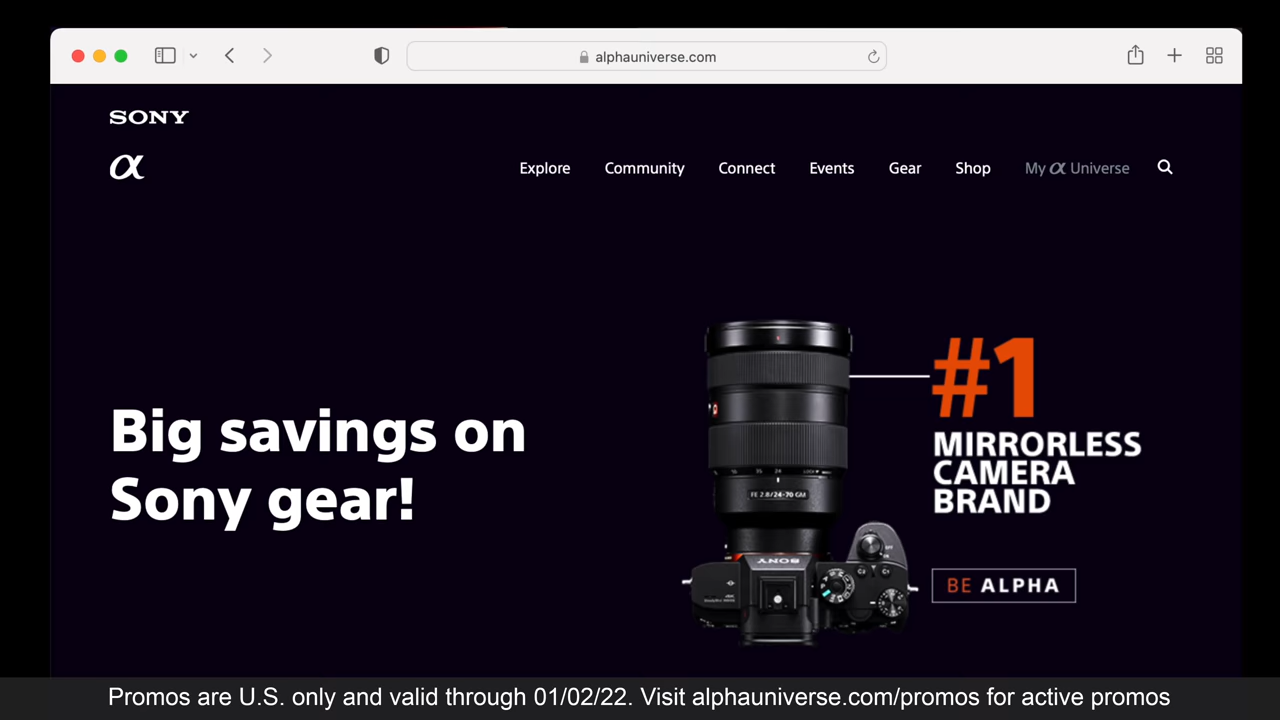 alphauniverse.com
SONY
α
Explore Community Connect Events Gear Shop My α Universe
Big savings on
Sony gear!
#1
MIRRORLESS
CAMERA
BRAND
FE 2.8/24-70 GM
SONY
BE ALPHA
Promos are U.S. only and valid through 01/02/22. Visit alphauniverse.com/promos for active promos